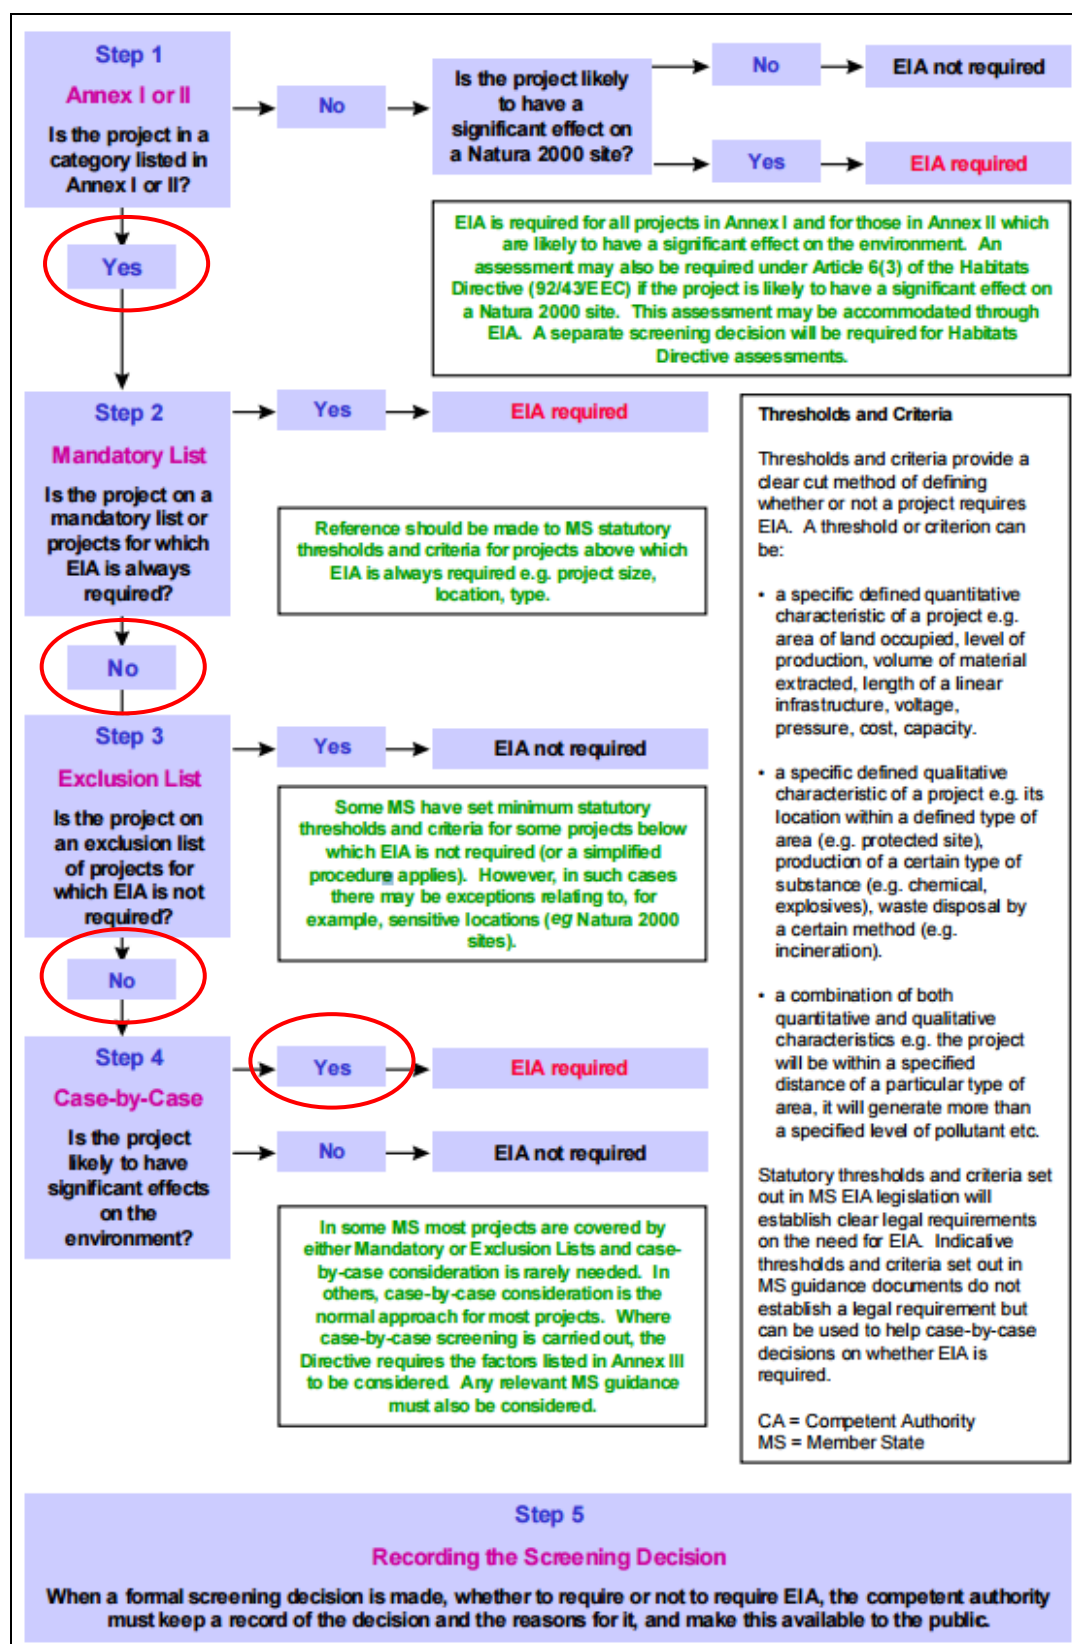 Step 1
Annex I or II
Is the project in a
category listed in
Annex I or II?
No
Is the project likely
to have a
significant effect on
a Natura 2000 site?
No
EIA not required
Yes
EIA required
Yes
EIA is required for all projects in Annex I and for those in Annex II which
are likely to have a significant effect on the environment. An
assessment may also be required under Article 6(3) of the Habitats
Directive (92/43/EEC) if the project is likely to have a significant effect on
a Natura 2000 site. This assessment may be accommodated through
EIA. A separate screening decision will be required for Habitats
Directive assessments.
Step 2
Mandatory List
Is the project on a
mandatory list or
projects for which
EIA is always
required?
Yes
EIA required
Reference should be made to MS statutory
thresholds and criteria for projects above which
EIA is always required e.g. project size,
location, type.
No
Step 3
Exclusion List
Is the project on
an exclusion list
of projects for
which EIA is not
required?
Yes
EIA not required
Some MS have set minimum statutory
thresholds and criteria for some projects below
which EIA is not required (or a simplified
procedure applies). However, in such cases
there may be exceptions relating to, for
example, sensitive locations (eg Natura 2000
sites).
No
Step 4
Case-by-Case
Is the project
likely to have
significant effects
on the
environment?
Yes
EIA required
No
EIA not required
In some MS most projects are covered by
either Mandatory or Exclusion Lists and case-
by-case consideration is rarely needed. In
others, case-by-case consideration is the
normal approach for most projects. Where
case-by-case screening is carried out, the
Directive requires the factors listed in Annex III
to be considered. Any relevant MS guidance
must also be considered.
Thresholds and Criteria
Thresholds and criteria provide a
clear cut method of defining
whether or not a project requires
EIA. A threshold or criterion can
be:
• a specific defined quantitative
characteristic of a project e.g.
area of land occupied, level of
production, volume of material
extracted, length of a linear
infrastructure, voltage,
pressure, cost, capacity.
• a specific defined qualitative
characteristic of a project e.g. its
location within a defined type of
area (e.g. protected site),
production of a certain type of
substance (e.g. chemical,
explosives), waste disposal by
a certain method (e.g.
incineration).
• a combination of both
quantitative and qualitative
characteristics e.g. the project
will be within a specified
distance of a particular type of
area, it will generate more than
a specified level of pollutant etc.
Statutory thresholds and criteria set
out in MS EIA legislation will
establish clear legal requirements
on the need for EIA. Indicative
thresholds and criteria set out in
MS guidance documents do not
establish a legal requirement but
can be used to help case-by-case
decisions on whether EIA is
required.
CA = Competent Authority
MS = Member State
Step 5
Recording the Screening Decision
When a formal screening decision is made, whether to require or not to require EIA, the competent authority
must keep a record of the decision and the reasons for it, and make this available to the public.